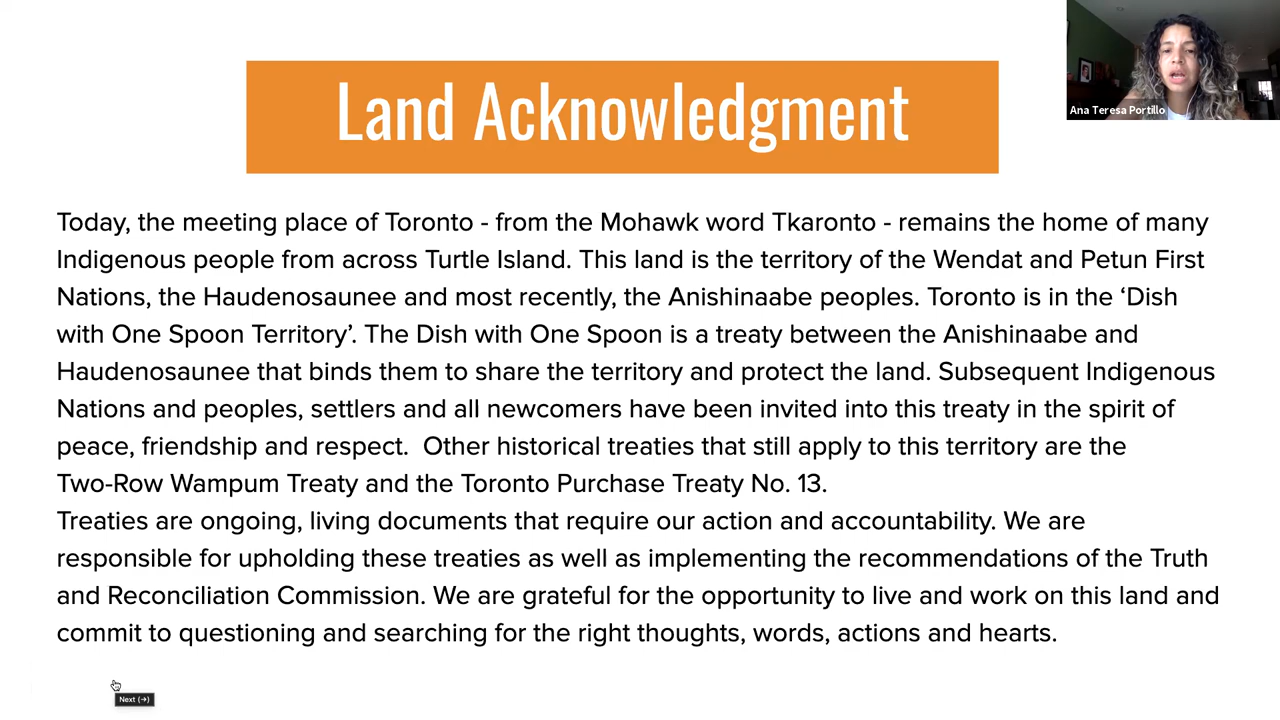 Land Acknowledgment
Ana Teresa Portillo
Today, the meeting place of Toronto - from the Mohawk word Tkaronto - remains the home of many
Indigenous people from across Turtle Island. This land is the territory of the Wendat and Petun First
Nations, the Haudenosaunee and most recently, the Anishinaabe peoples. Toronto is in the ‘Dish
with One Spoon Territory’. The Dish with One Spoon is a treaty between the Anishinaabe and
Haudenosaunee that binds them to share the territory and protect the land. Subsequent Indigenous
Nations and peoples, settlers and all newcomers have been invited into this treaty in the spirit of
peace, friendship and respect.  Other historical treaties that still apply to this territory are the
Two-Row Wampum Treaty and the Toronto Purchase Treaty No. 13.
Treaties are ongoing, living documents that require our action and accountability. We are
responsible for upholding these treaties as well as implementing the recommendations of the Truth
and Reconciliation Commission. We are grateful for the opportunity to live and work on this land and
commit to questioning and searching for the right thoughts, words, actions and hearts.
Next (→)